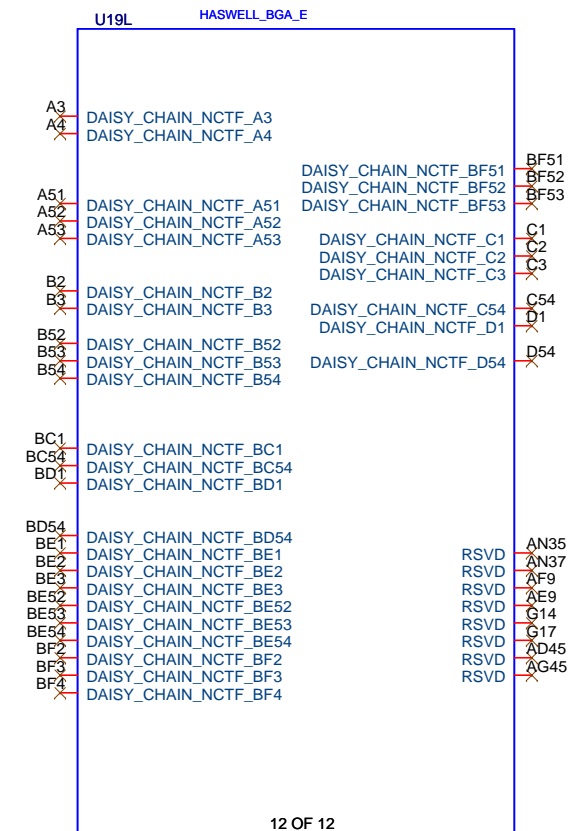 U19L HASWELL_BGA_E
A3 DAISY_CHAIN_NCTF_A3
A4 DAISY_CHAIN_NCTF_A4
A51 DAISY_CHAIN_NCTF_A51
A52 DAISY_CHAIN_NCTF_A52
A53 DAISY_CHAIN_NCTF_A53
B2 DAISY_CHAIN_NCTF_B2
B3 DAISY_CHAIN_NCTF_B3
B52 DAISY_CHAIN_NCTF_B52
B53 DAISY_CHAIN_NCTF_B53
B54 DAISY_CHAIN_NCTF_B54
BC1 DAISY_CHAIN_NCTF_BC1
BC54 DAISY_CHAIN_NCTF_BC54
BD1 DAISY_CHAIN_NCTF_BD1
BD54 DAISY_CHAIN_NCTF_BD54
BE1 DAISY_CHAIN_NCTF_BE1
BE2 DAISY_CHAIN_NCTF_BE2
BE3 DAISY_CHAIN_NCTF_BE3
BE52 DAISY_CHAIN_NCTF_BE52
BE53 DAISY_CHAIN_NCTF_BE53
BE54 DAISY_CHAIN_NCTF_BE54
BF2 DAISY_CHAIN_NCTF_BF2
BF3 DAISY_CHAIN_NCTF_BF3
BF4 DAISY_CHAIN_NCTF_BF4
DAISY_CHAIN_NCTF_BF51 BF51
DAISY_CHAIN_NCTF_BF52 BF52
DAISY_CHAIN_NCTF_BF53 BF53
DAISY_CHAIN_NCTF_C1 C1
DAISY_CHAIN_NCTF_C2 C2
DAISY_CHAIN_NCTF_C3 C3
DAISY_CHAIN_NCTF_C54 C54
DAISY_CHAIN_NCTF_D1 D1
DAISY_CHAIN_NCTF_D54 D54
RSVD AN35
RSVD AN37
RSVD AF9
RSVD AE9
RSVD G14
RSVD G17
RSVD AD45
RSVD AG45
12 OF 12